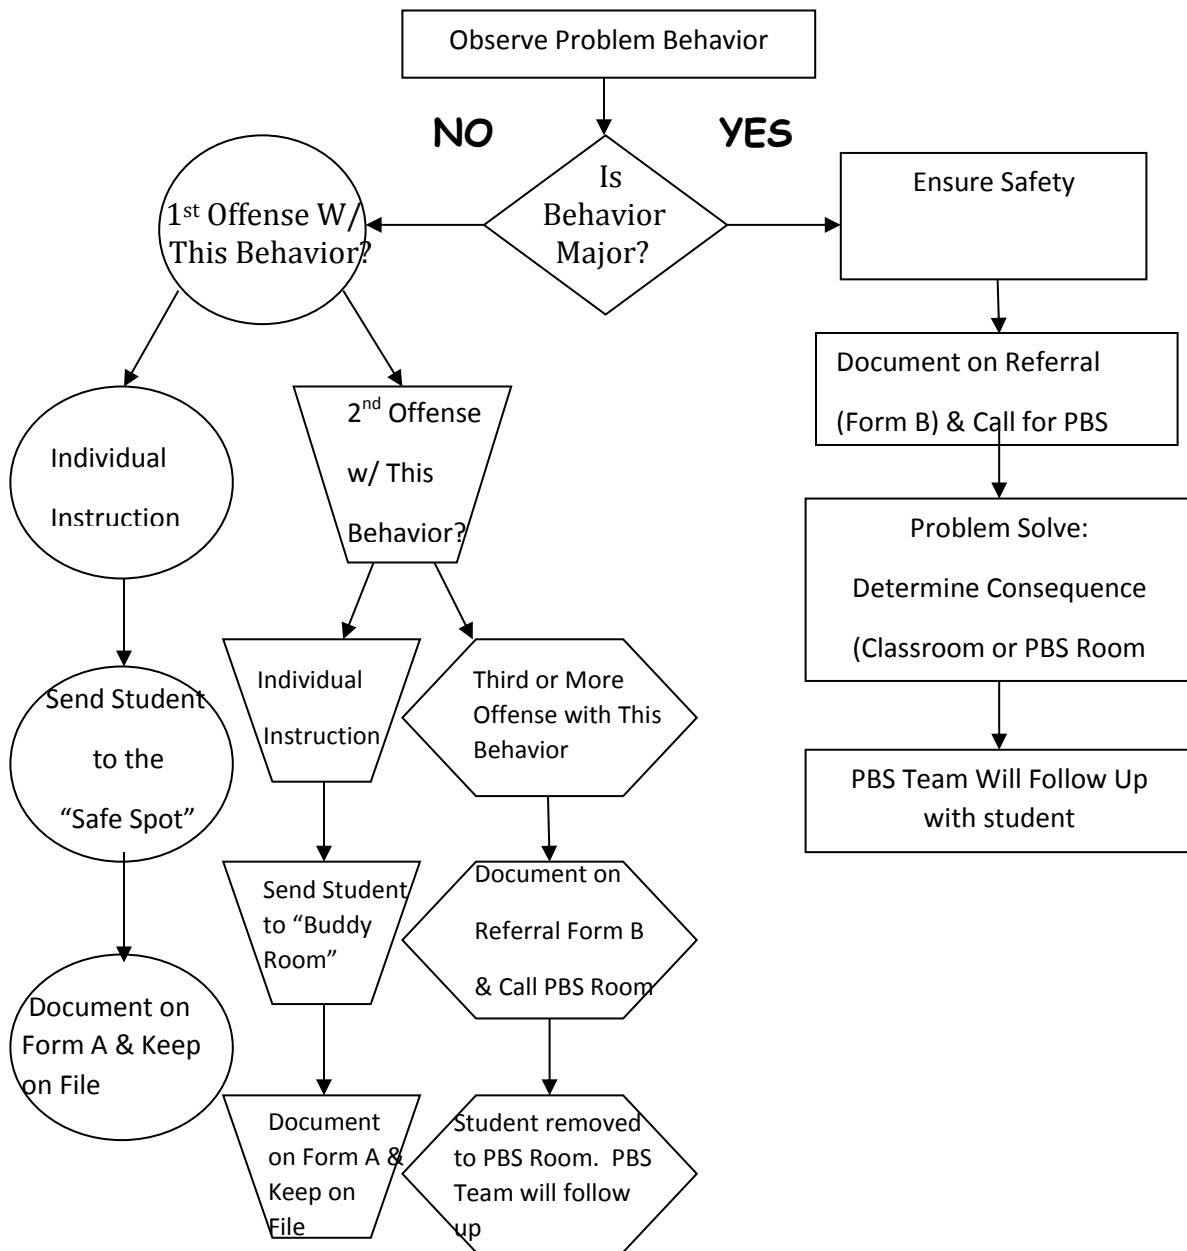 Observe Problem Behavior
NO
YES
Is
Behavior
Major?
1st Offense W/
This Behavior?
Ensure Safety
Document on Referral
(Form B) & Call for PBS
Problem Solve:
Determine Consequence
(Classroom or PBS Room
PBS Team Will Follow Up
with student
Individual
Instruction
Send Student
to the
“Safe Spot”
Document on
Form A & Keep
on File
2nd Offense
w/ This
Behavior?
Individual
Instruction
Send Student
to “Buddy
Room”
Document
on Form A &
Keep on
File
Third or More
Offense with This
Behavior
Document on
Referral Form B
& Call PBS Room
Student removed
to PBS Room.  PBS
Team will follow
up